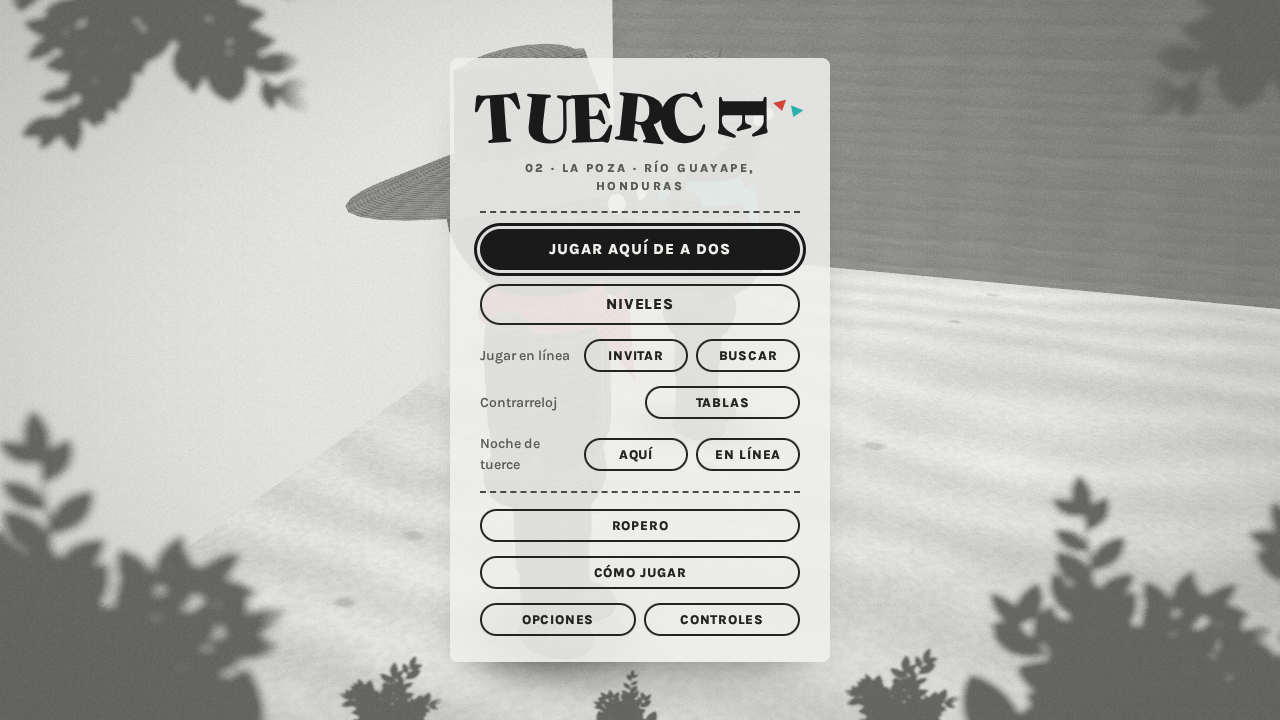 TUERCE
02 · LA POZA · RÍO GUAYAPE,
HONDURAS
JUGAR AQUÍ DE A DOS
NIVELES
Jugar en línea INVITAR BUSCAR
Contrarreloj TABLAS
Noche de
tuerce AQUÍ EN LÍNEA
ROPERO
CÓMO JUGAR
OPCIONES CONTROLES